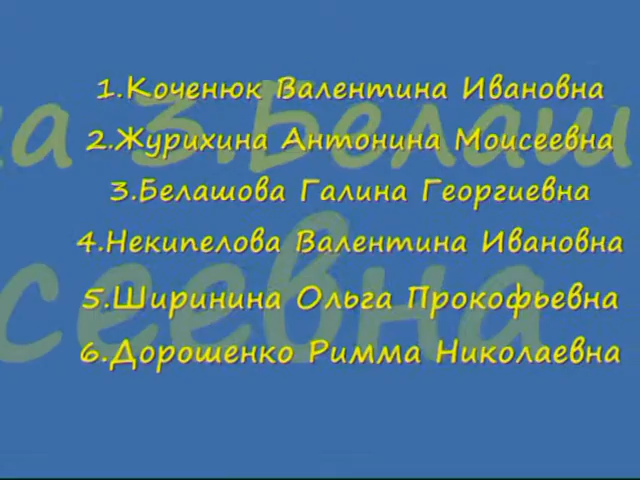 1.Коченюк Валентина Ивановна
2.Журихина Антонина Моисеевна
3.Белашова Галина Георгиевна
4.Некипелова Валентина Ивановна
5.Ширинина Ольга Прокофьевна
6.Дорошенко Римма Николаевна